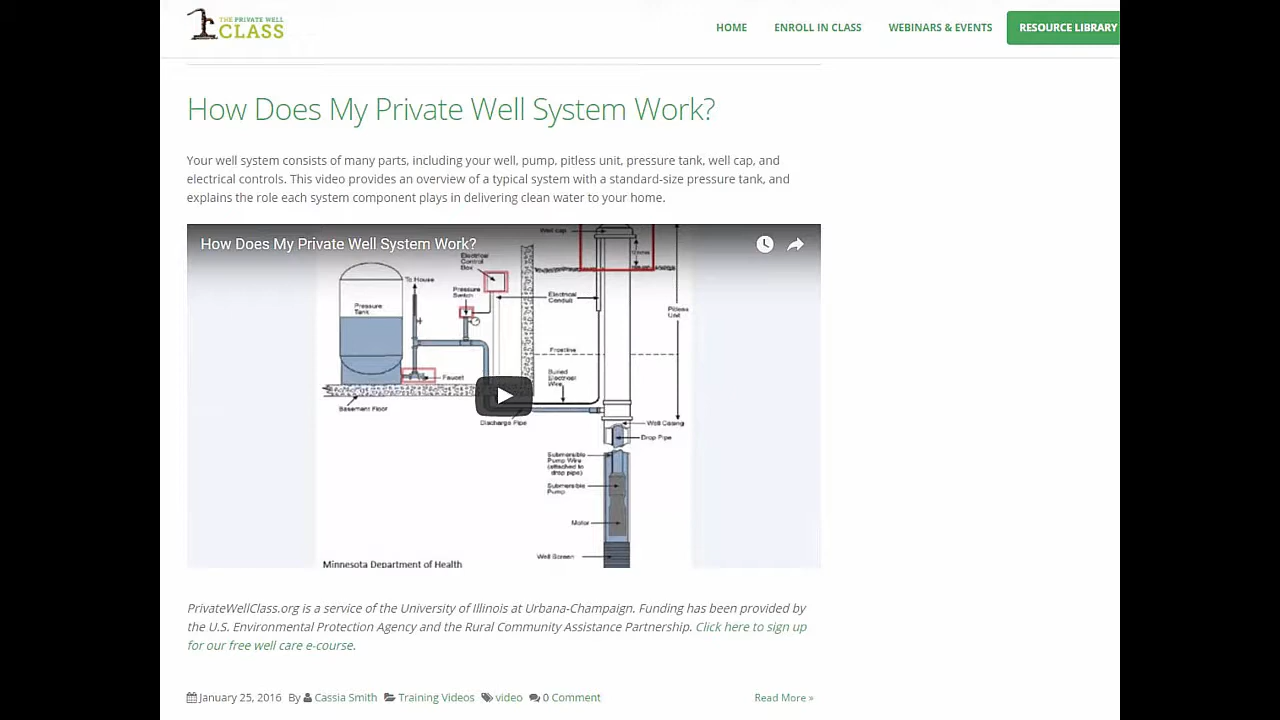 THE PRIVATE WELL
CLASS
HOME
ENROLL IN CLASS
WEBINARS & EVENTS
RESOURCE LIBRARY
How Does My Private Well System Work?
Your well system consists of many parts, including your well, pump, pitless unit, pressure tank, well cap, and
electrical controls. This video provides an overview of a typical system with a standard-size pressure tank, and
explains the role each system component plays in delivering clean water to your home.
How Does My Private Well System Work?
Well cap
Electrical
Control
Box
To House
Pressure
Switch
Electrical
Conduit
Pressure
Tank
Pitless
Unit
Frostline
Buried
Electrical
Wire
Faucet
Basement Floor
Discharge Pipe
Well Casing
Drop Pipe
Submersible
Pump Wire
(attached to
drop pipe)
Submersible
Pump
Motor
Well Screen
Minnesota Department of Health
PrivateWellClass.org is a service of the University of Illinois at Urbana-Champaign. Funding has been provided by
the U.S. Environmental Protection Agency and the Rural Community Assistance Partnership. Click here to sign up
for our free well care e-course.
January 25, 2016 By Cassia Smith Training Videos video 0 Comment
Read More »